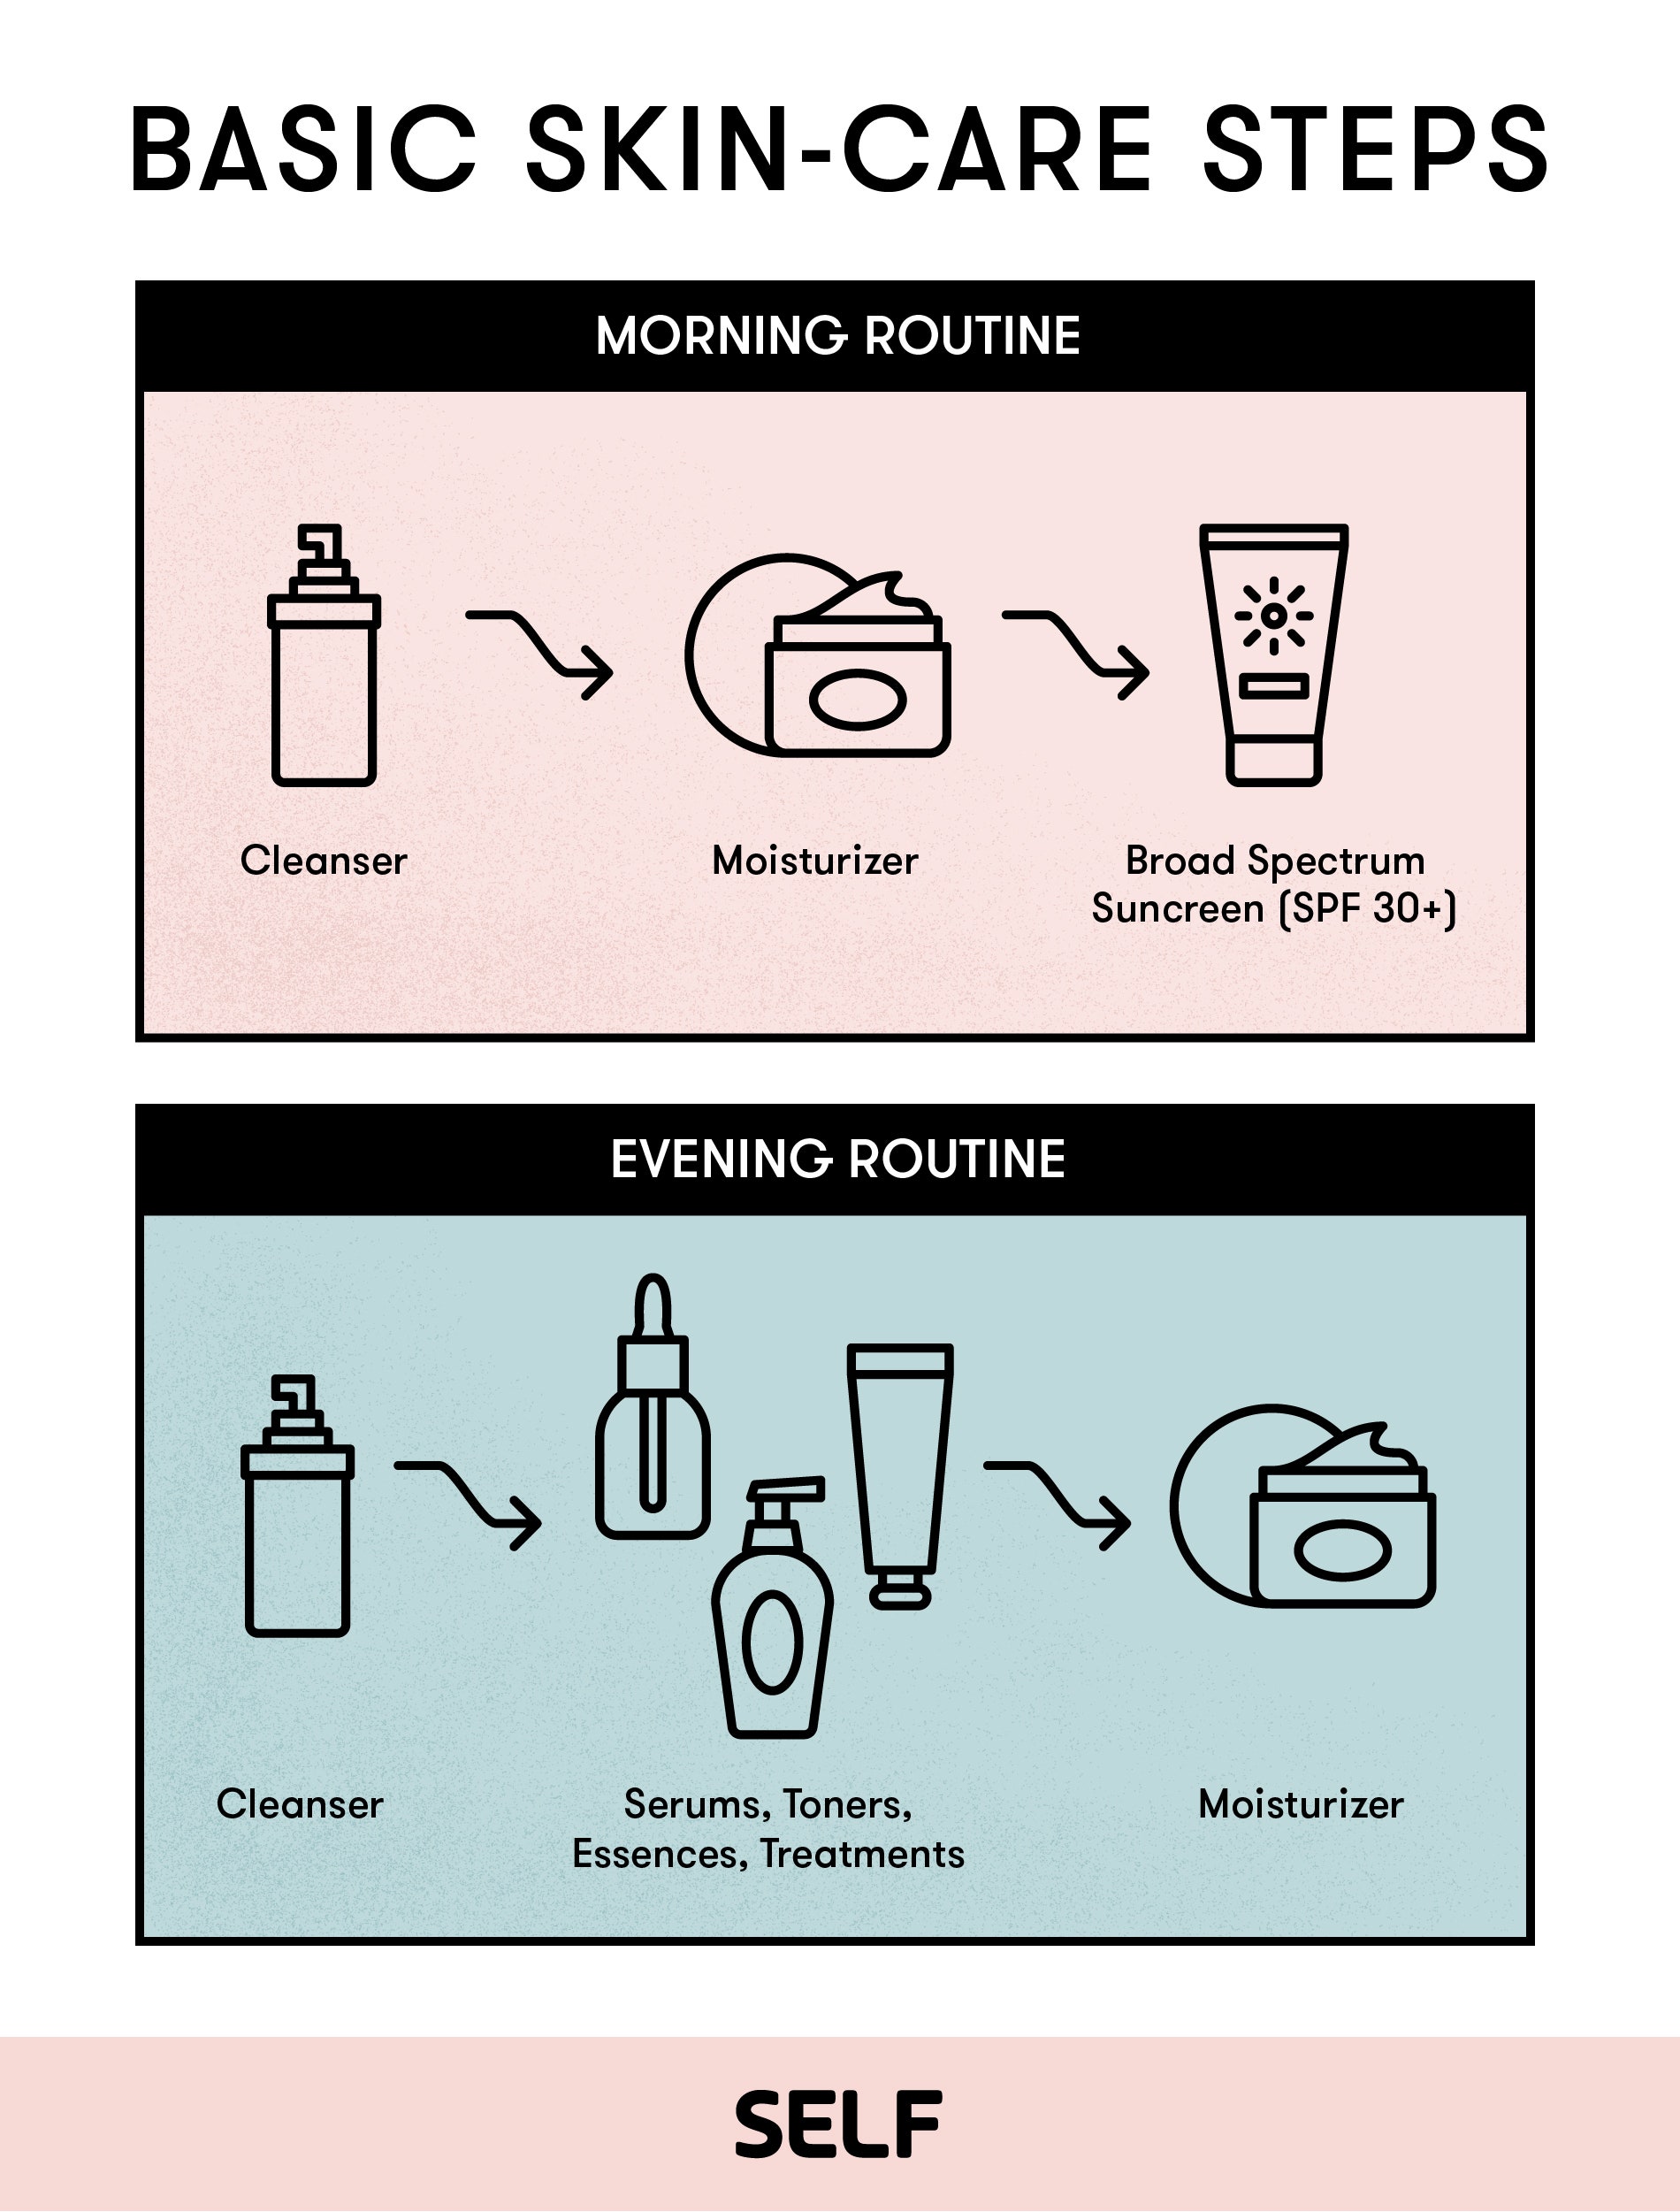 BASIC SKIN-CARE STEPS
MORNING ROUTINE
Cleanser
Moisturizer
Broad Spectrum
Suncreen (SPF 30+)
EVENING ROUTINE
Cleanser
Serums, Toners,
Essences, Treatments
Moisturizer
SELF